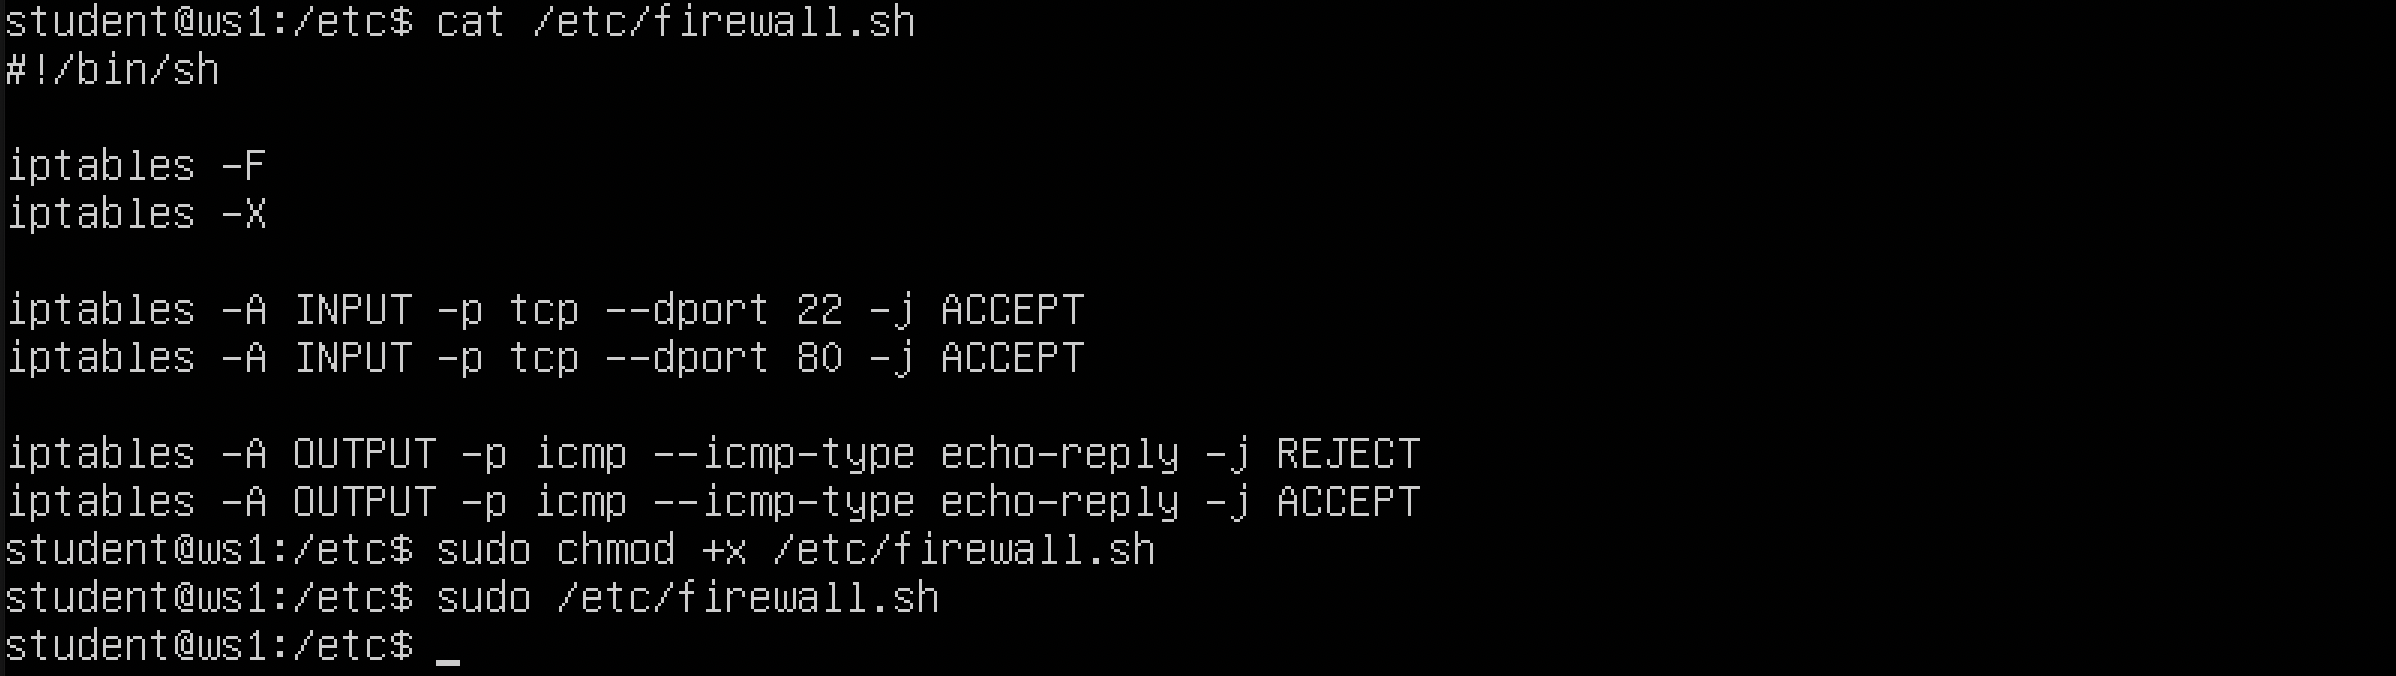 student@ws1:/etc$ cat /etc/firewall.sh
#!/bin/sh
iptables -F
iptables -X
iptables -A INPUT -p tcp --dport 22 -j ACCEPT
iptables -A INPUT -p tcp --dport 80 -j ACCEPT
iptables -A OUTPUT -p icmp --icmp-type echo-reply -j REJECT
iptables -A OUTPUT -p icmp --icmp-type echo-reply -j ACCEPT
student@ws1:/etc$ sudo chmod +x /etc/firewall.sh
student@ws1:/etc$ sudo /etc/firewall.sh
student@ws1:/etc$ _